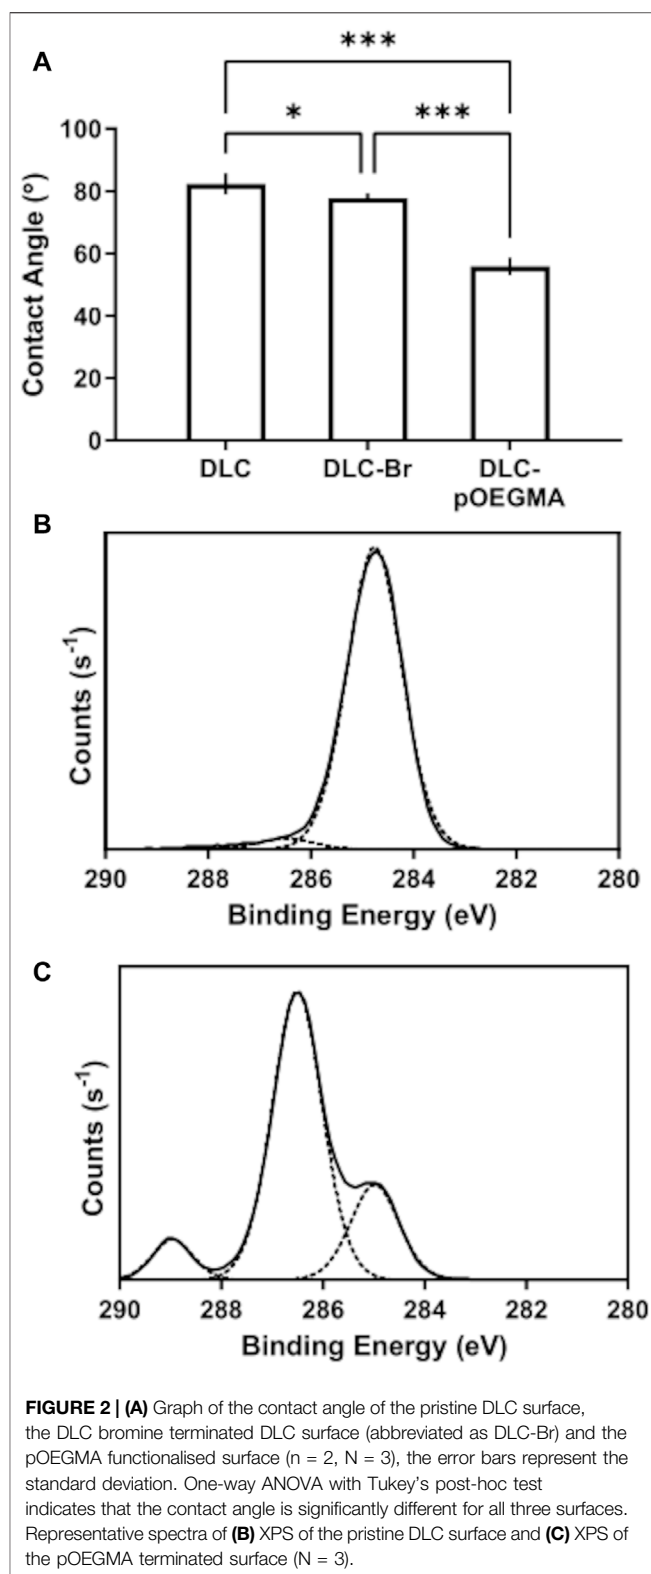 A
***
*
***
100
80
60
40
20
0
Contact Angle (°)
DLC
DLC-Br
DLC-
pOEGMA
B
Counts (s⁻¹)
290
288
286
284
282
280
Binding Energy (eV)
C
Counts (s⁻¹)
290
288
286
284
282
280
Binding Energy (eV)
FIGURE 2 | (A) Graph of the contact angle of the pristine DLC surface,
the DLC bromine terminated DLC surface (abbreviated as DLC-Br) and the
pOEGMA functionalised surface (n = 2, N = 3), the error bars represent the
standard deviation. One-way ANOVA with Tukey’s post-hoc test
indicates that the contact angle is significantly different for all three surfaces.
Representative spectra of (B) XPS of the pristine DLC surface and (C) XPS of
the pOEGMA terminated surface (N = 3).